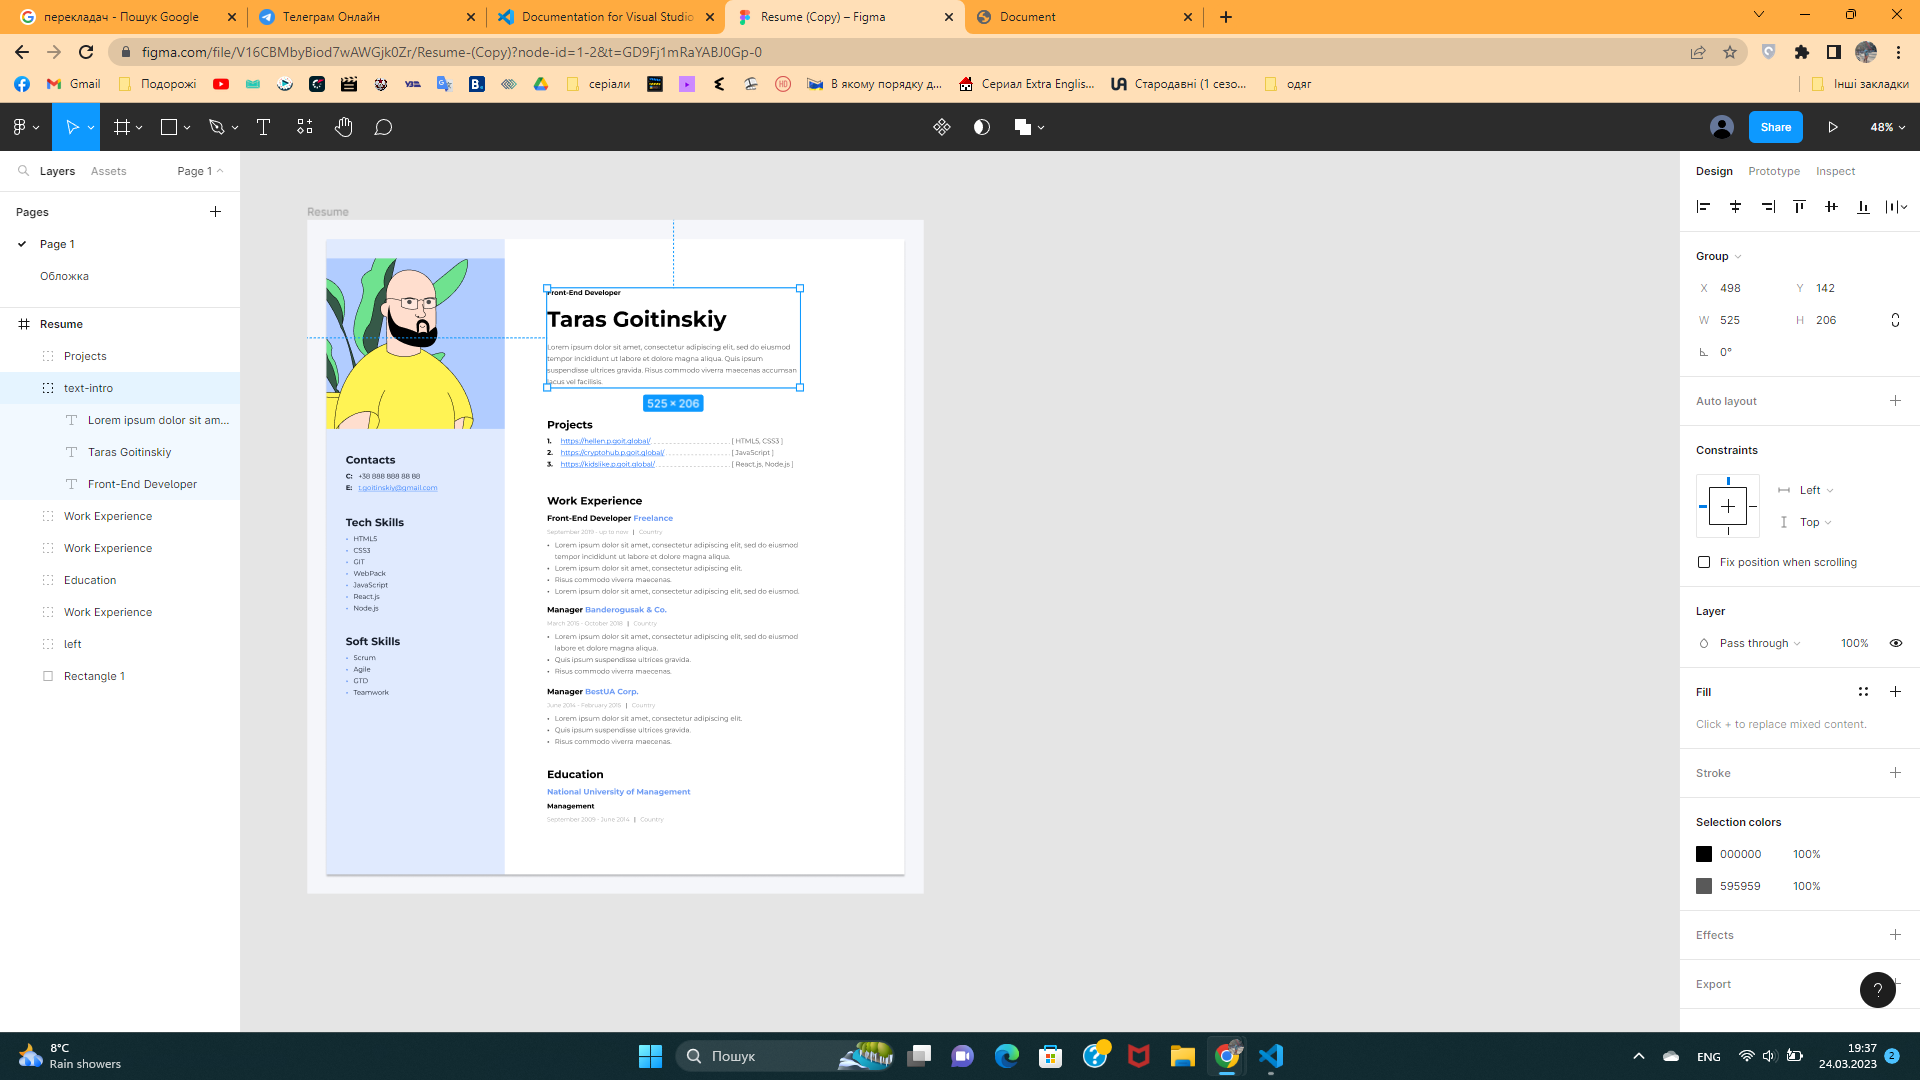 перекладач - Пошук Google
Телеграм Онлайн
Documentation for Visual Studio
Resume (Copy) – Figma
Document
figma.com/file/V16CBMbyBiod7wAWGjk0Zr/Resume-(Copy)?node-id=1-2&t=GD9Fj1mRaYABJ0Gp-0
Gmail
Подорожі
серіали
В якому порядку д...
Сериал Extra Englis...
Стародавні (1 сезо...
одяг
Інші закладки
Share
48%
Layers
Assets
Page 1
Pages
Page 1
Обложка
Resume
Projects
text-intro
Lorem ipsum dolor sit am...
Taras Goitinskiy
Front-End Developer
Work Experience
Work Experience
Education
Work Experience
left
Rectangle 1
Resume
Contacts
C: +38 888 888 88 88
E: t.goitinskiy@gmail.com
Tech Skills
• HTML5
• CSS3
• GIT
• WebPack
• JavaScript
• React.js
• Node.js
Soft Skills
• Scrum
• Agile
• GTD
• Teamwork
Front-End Developer
Taras Goitinskiy
Lorem ipsum dolor sit amet, consectetur adipiscing elit, sed do eiusmod
tempor incididunt ut labore et dolore magna aliqua. Quis ipsum
suspendisse ultrices gravida. Risus commodo viverra maecenas accumsan
lacus vel facilisis.
525 × 206
Projects
1. https://hellen.p.goit.global/ [ HTML5, CSS3 ]
2. https://cryptohub.p.goit.global/ [ JavaScript ]
3. https://kidslike.p.goit.global/ [ React.js, Node.js ]
Work Experience
Front-End Developer Freelance
September 2019 - up to now | Country
• Lorem ipsum dolor sit amet, consectetur adipiscing elit, sed do eiusmod
tempor incididunt ut labore et dolore magna aliqua.
• Lorem ipsum dolor sit amet, consectetur adipiscing elit.
• Risus commodo viverra maecenas.
• Lorem ipsum dolor sit amet, consectetur adipiscing elit, sed do eiusmod.
Manager Banderogusak & Co.
March 2015 - October 2018 | Country
• Lorem ipsum dolor sit amet, consectetur adipiscing elit, sed do eiusmod
labore et dolore magna aliqua.
• Quis ipsum suspendisse ultrices gravida.
• Risus commodo viverra maecenas.
Manager BestUA Corp.
June 2014 - February 2015 | Country
• Lorem ipsum dolor sit amet, consectetur adipiscing elit.
• Quis ipsum suspendisse ultrices gravida.
• Risus commodo viverra maecenas.
Education
National University of Management
Management
September 2009 - June 2014 | Country
Design
Prototype
Inspect
Group
X 498
Y 142
W 525
H 206
0°
Auto layout
Constraints
Left
Top
Fix position when scrolling
Layer
Pass through
100%
Fill
Click + to replace mixed content.
Stroke
Selection colors
000000 100%
595959 100%
Effects
Export
?
8°C
Rain showers
Пошук
ENG
19:37
24.03.2023
2